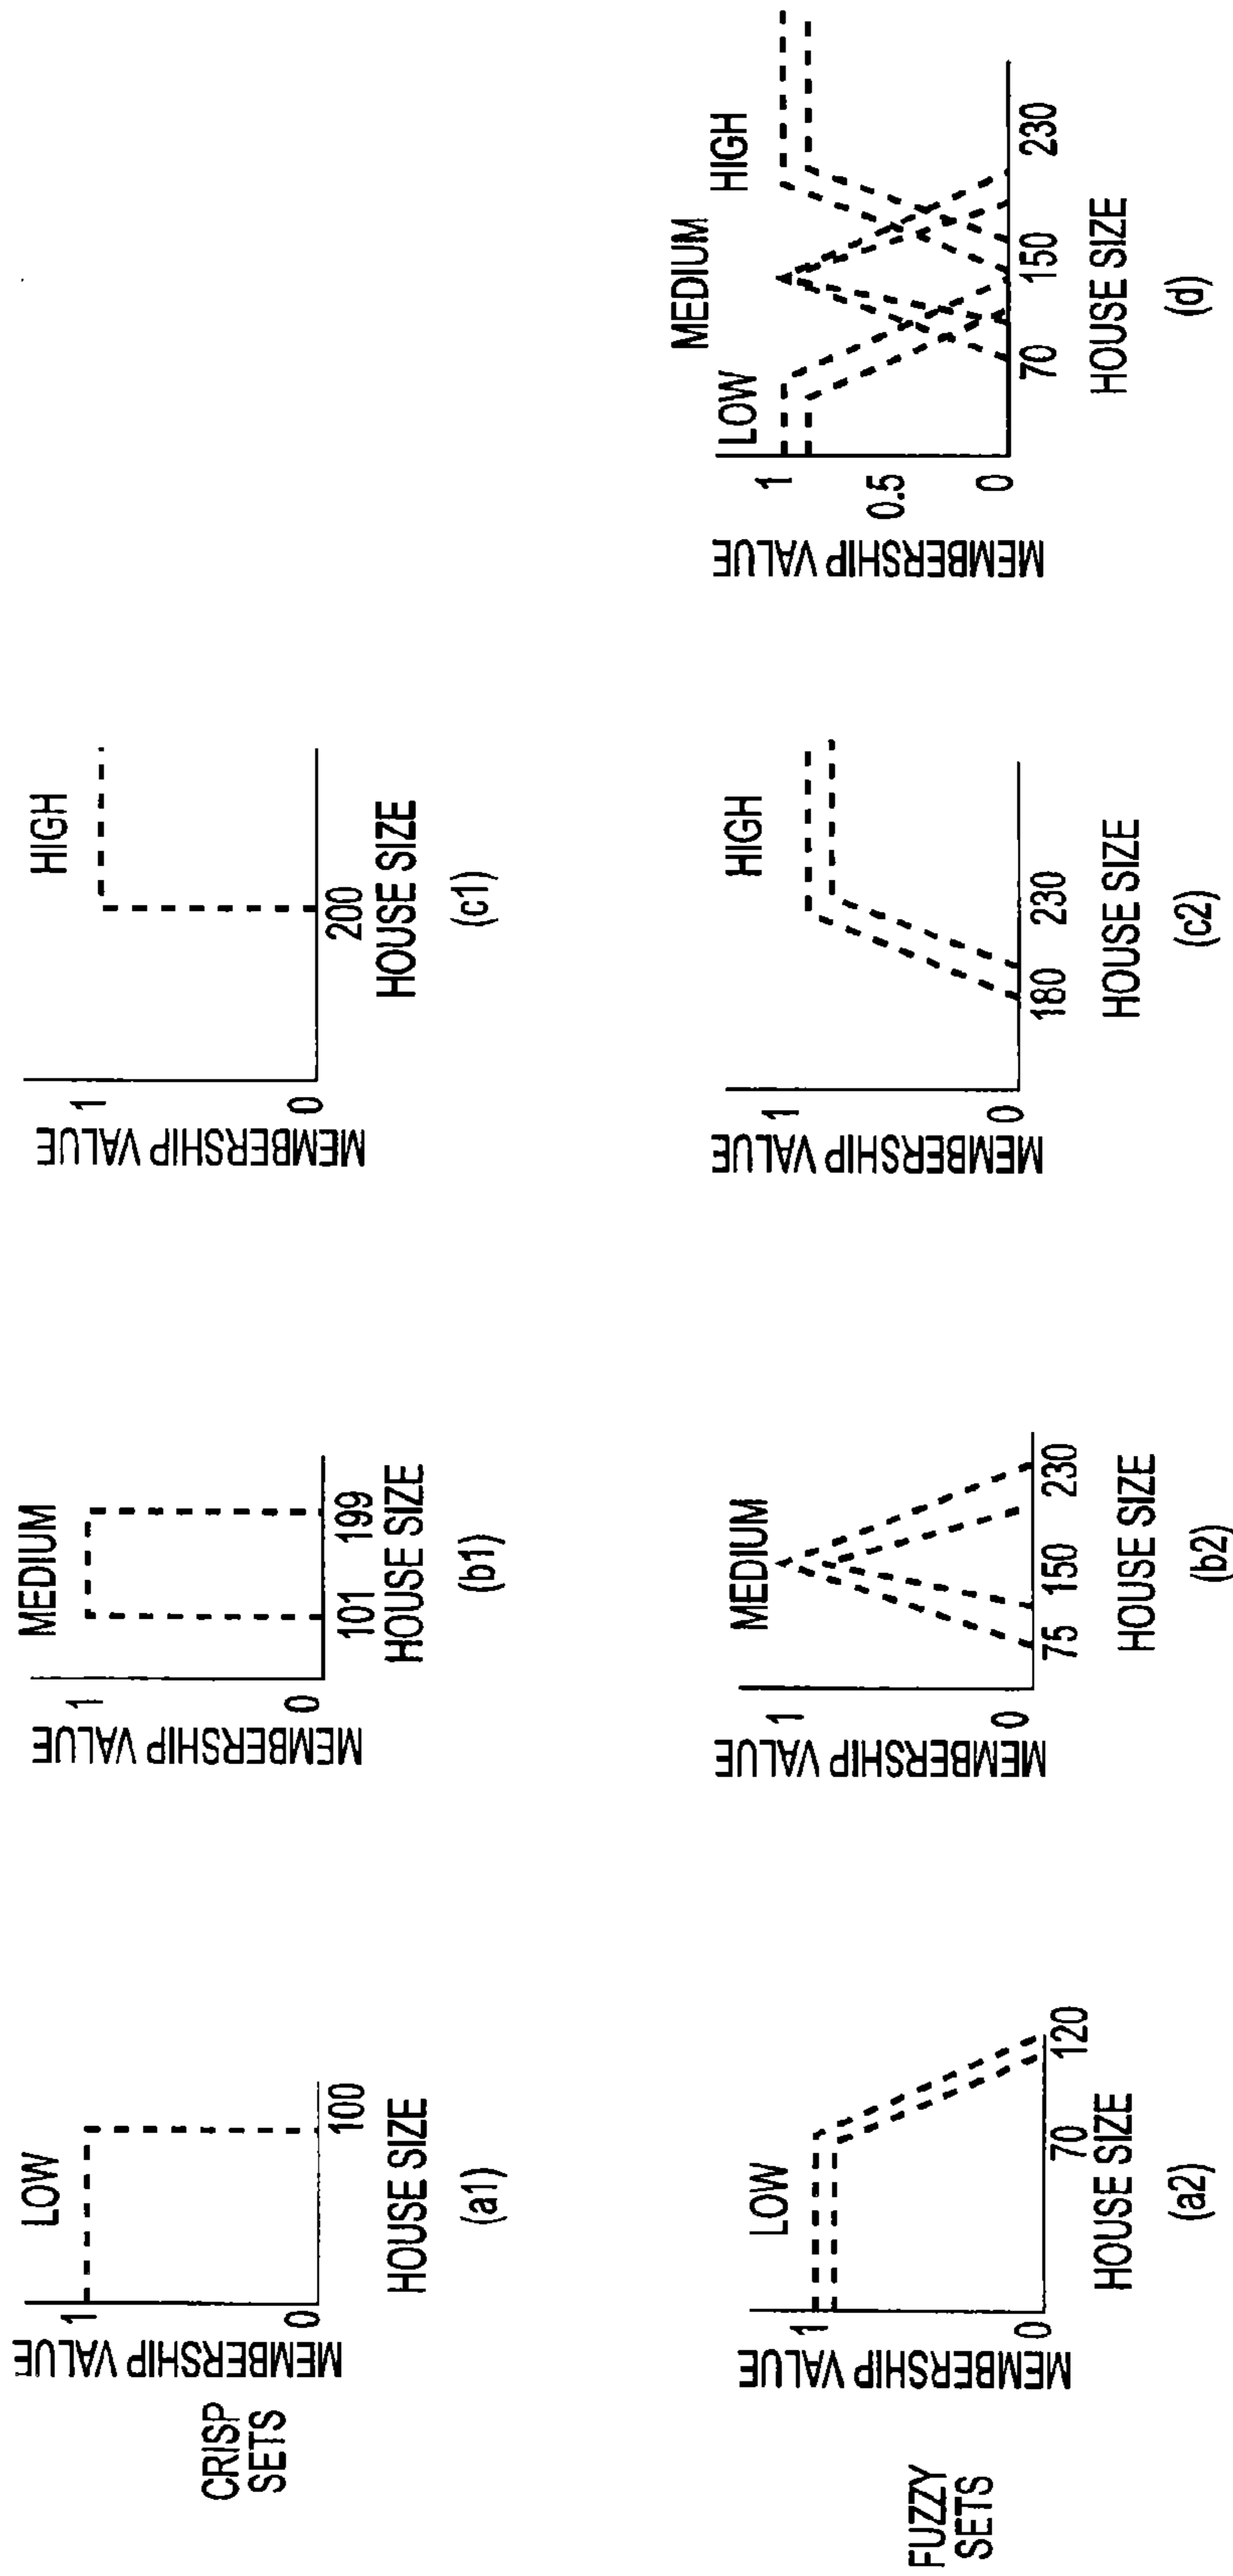 CRISP
SETS
MEMBERSHIP VALUE
1
0
LOW
100
HOUSE SIZE
(a1)
MEMBERSHIP VALUE
1
0
MEDIUM
101 199
HOUSE SIZE
(b1)
MEMBERSHIP VALUE
1
0
HIGH
200
HOUSE SIZE
(c1)
FUZZY
SETS
MEMBERSHIP VALUE
1
0
LOW
70 120
HOUSE SIZE
(a2)
MEMBERSHIP VALUE
1
0
MEDIUM
75 150 230
HOUSE SIZE
(b2)
MEMBERSHIP VALUE
1
0
HIGH
180 230
HOUSE SIZE
(c2)
MEMBERSHIP VALUE
1
0.5
0
LOW
MEDIUM
HIGH
70 150 230
HOUSE SIZE
(d)